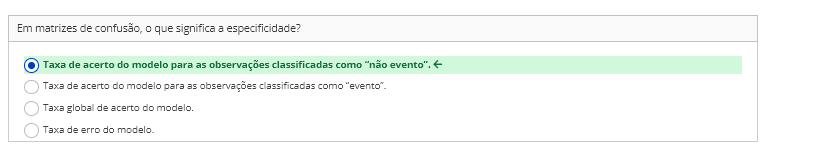 Em matrizes de confusão, o que significa a especificidade?
Taxa de acerto do modelo para as observações classificadas como “não evento”. ←
Taxa de acerto do modelo para as observações classificadas como “evento”.
Taxa global de acerto do modelo.
Taxa de erro do modelo.